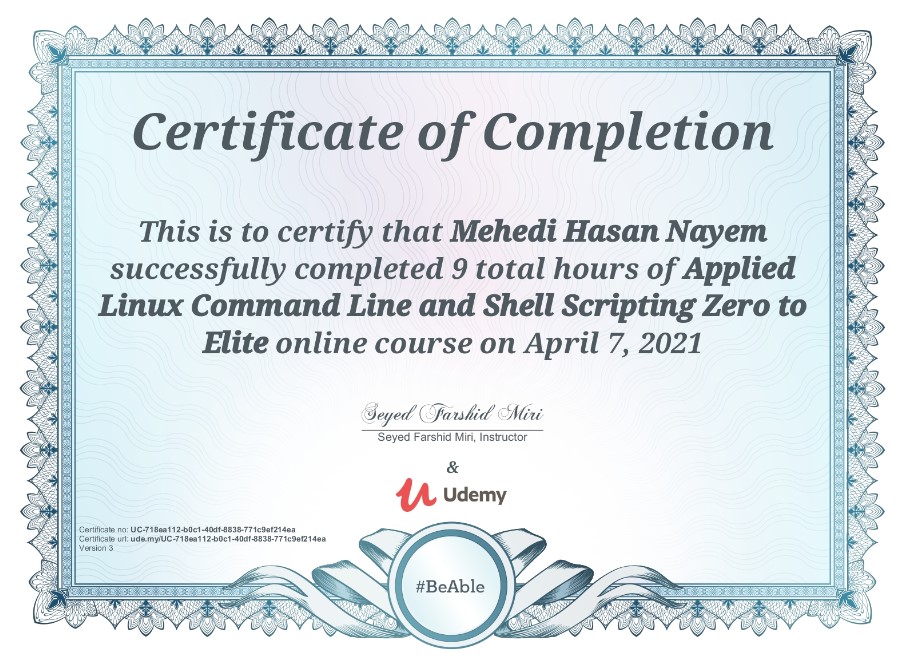 Certificate of Completion
This is to certify that Mehedi Hasan Nayem
successfully completed 9 total hours of Applied
Linux Command Line and Shell Scripting Zero to
Elite online course on April 7, 2021
Seyed Farshid Miri
Seyed Farshid Miri, Instructor
&
Udemy
Certificate no: UC-718ea112-b0c1-40df-8838-771c9ef214ea
Certificate url: ude.my/UC-718ea112-b0c1-40df-8838-771c9ef214ea
Version 3
#BeAble